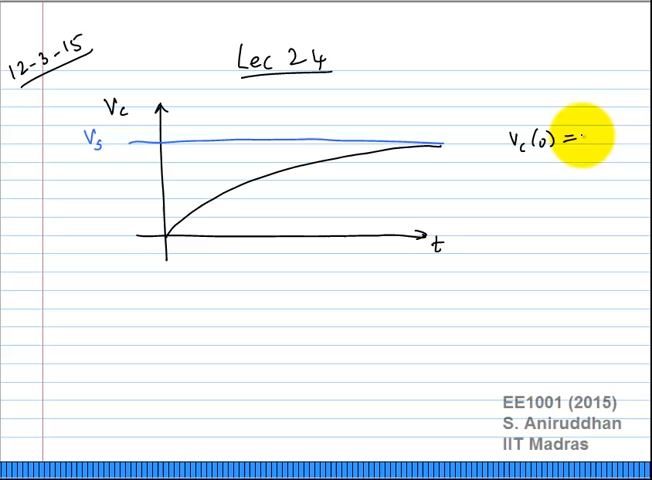 12-3-15
Lec 24
Vc
Vs
Vc(0) =
t
EE1001 (2015)
S. Aniruddhan
IIT Madras